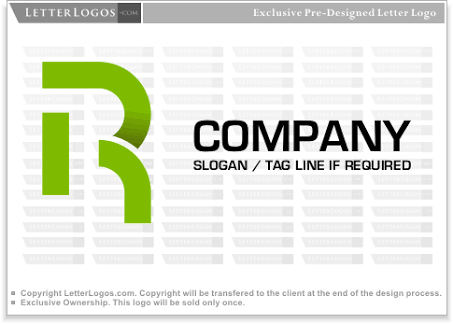 LETTERLOGOS.COM
Exclusive Pre-Designed Letter Logo
R
COMPANY
SLOGAN / TAG LINE IF REQUIRED
Copyright LetterLogos.com. Copyright will be transfered to the client at the end of the design process.
Exclusive Ownership. This logo will be sold only once.